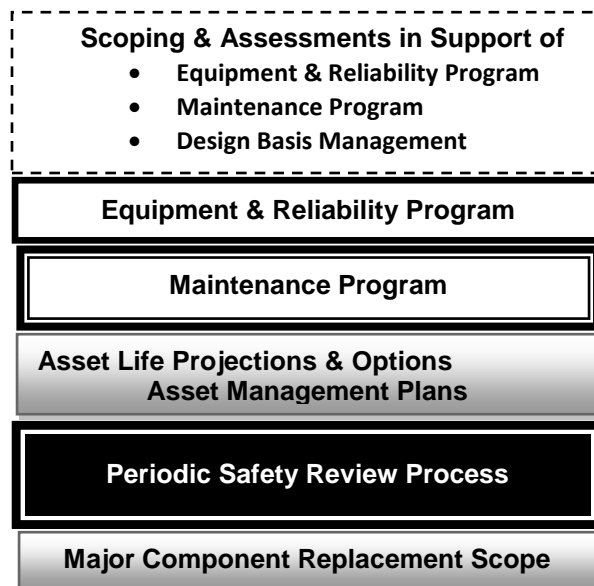 Scoping & Assessments in Support of
• Equipment & Reliability Program
• Maintenance Program
• Design Basis Management
Equipment & Reliability Program
Maintenance Program
Asset Life Projections & Options
Asset Management Plans
Periodic Safety Review Process
Major Component Replacement Scope